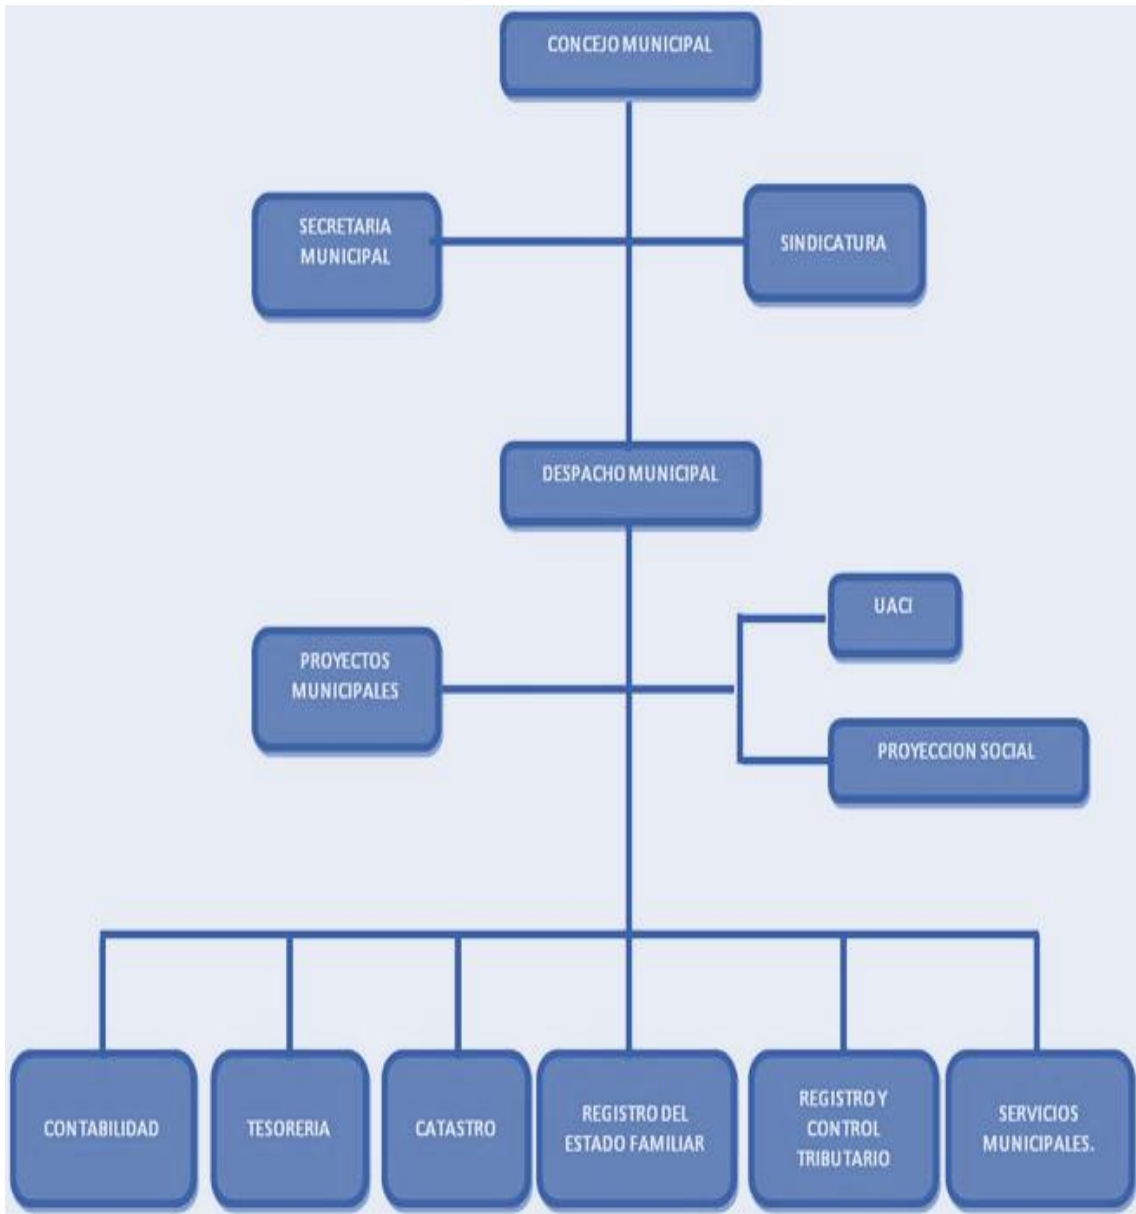 CONCEJO MUNICIPAL
SECRETARIA
MUNICIPAL
SINDICATURA
DESPACHO MUNICIPAL
UACI
PROYECTOS
MUNICIPALES
PROYECCION SOCIAL
CONTABILIDAD
TESORERIA
CATASTRO
REGISTRO DEL
ESTADO FAMILIAR
REGISTRO Y
CONTROL
TRIBUTARIO
SERVICIOS
MUNICIPALES.